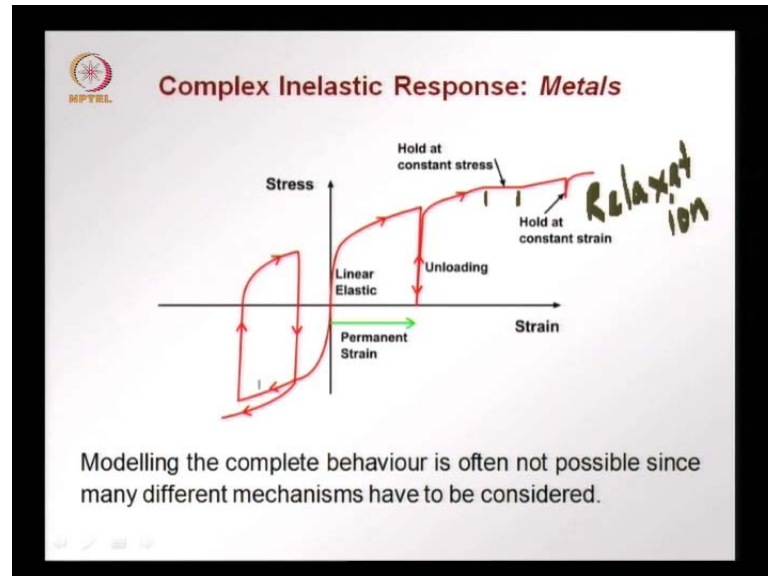 NPTEL
Complex Inelastic Response: Metals
Hold at
constant stress
Stress
Relaxat
ion
Hold at
constant strain
Linear
Elastic
Unloading
Strain
Permanent
Strain
Modelling the complete behaviour is often not possible since
many different mechanisms have to be considered.